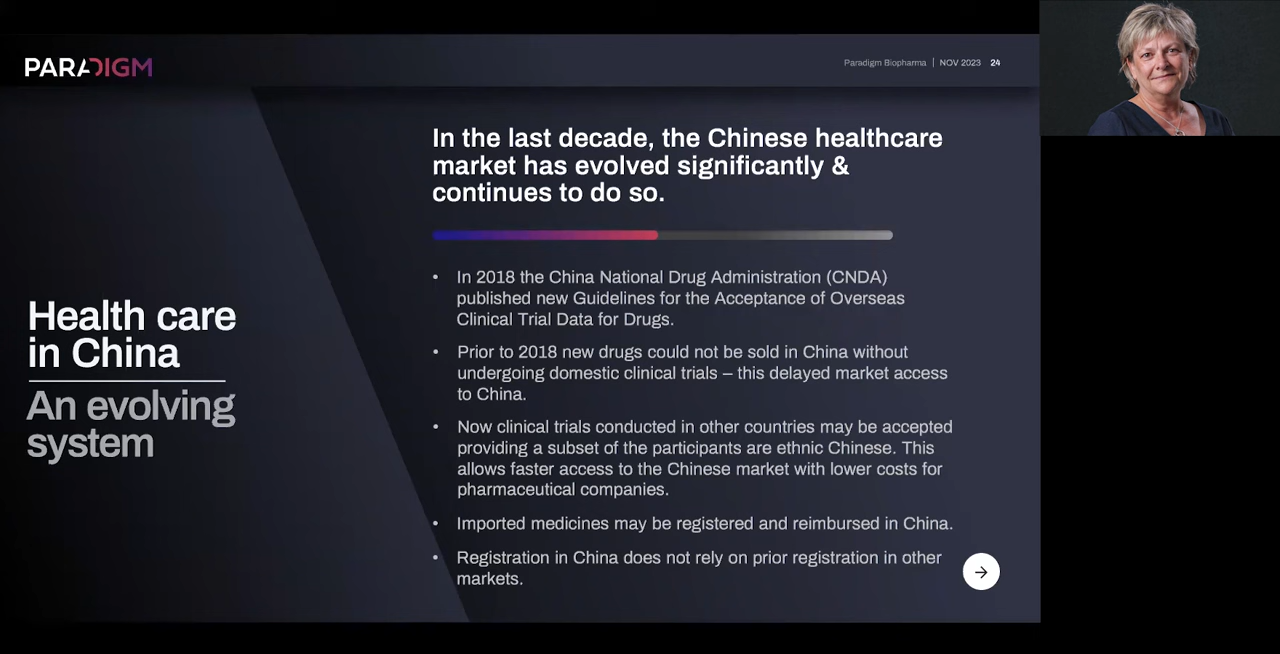 PARADIGM
Paradigm Biopharma | NOV 2023 24
Health care
in China
An evolving
system
In the last decade, the Chinese healthcare
market has evolved significantly &
continues to do so.
• In 2018 the China National Drug Administration (CNDA)
published new Guidelines for the Acceptance of Overseas
Clinical Trial Data for Drugs.
• Prior to 2018 new drugs could not be sold in China without
undergoing domestic clinical trials – this delayed market access
to China.
• Now clinical trials conducted in other countries may be accepted
providing a subset of the participants are ethnic Chinese. This
allows faster access to the Chinese market with lower costs for
pharmaceutical companies.
• Imported medicines may be registered and reimbursed in China.
• Registration in China does not rely on prior registration in other
markets.